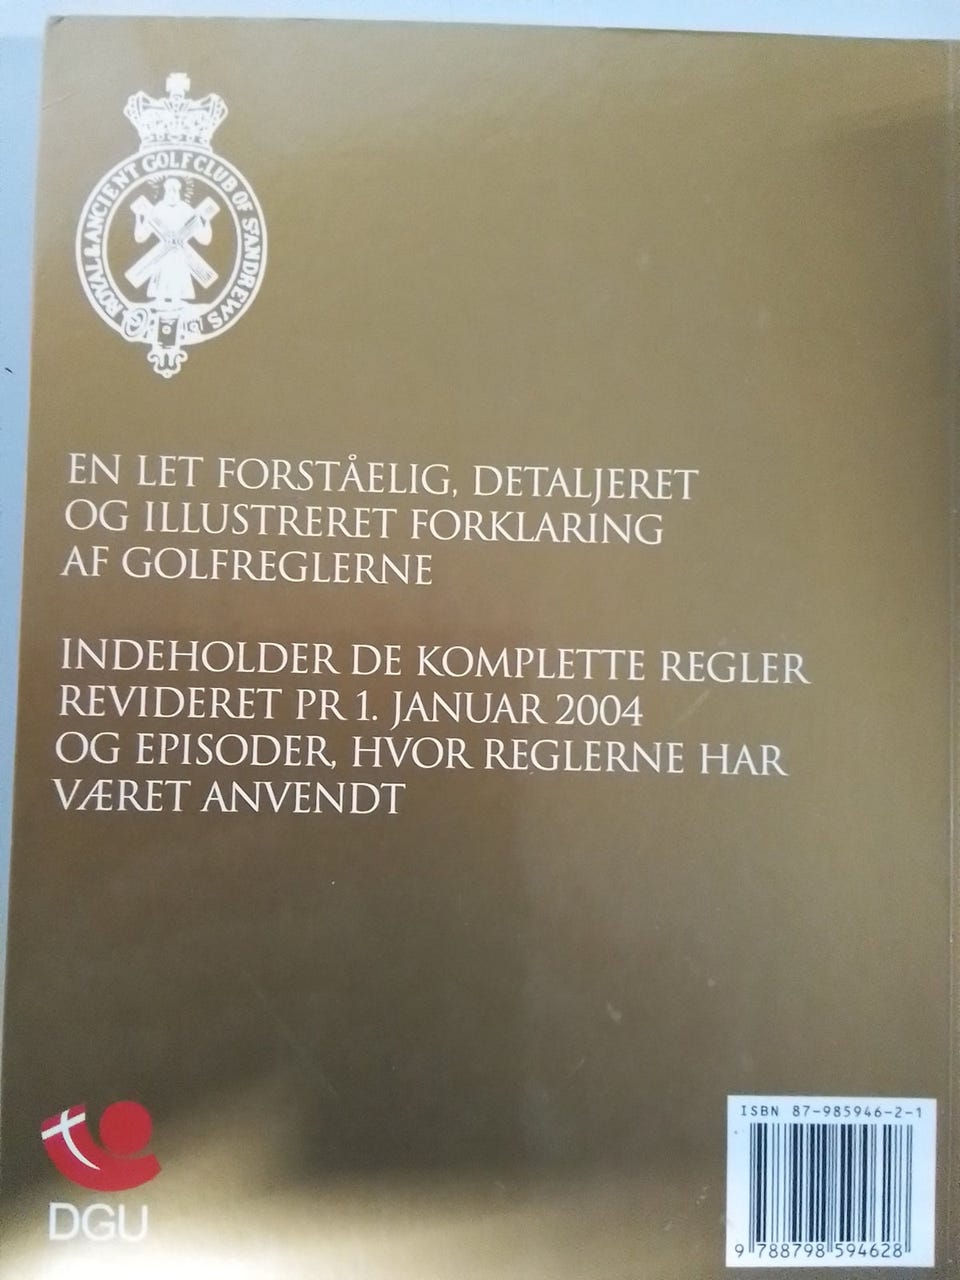 ROYAL & ANCIENT GOLF CLUB OF ST ANDREWS
EN LET FORSTÅELIG, DETALJERET
OG ILLUSTRERET FORKLARING
AF GOLFREGLERNE
INDEHOLDER DE KOMPLETTE REGLER
REVIDERET PR 1. JANUAR 2004
OG EPISODER, HVOR REGLERNE HAR
VÆRET ANVENDT
DGU
ISBN 87-985946-2-1
9 788798 594628